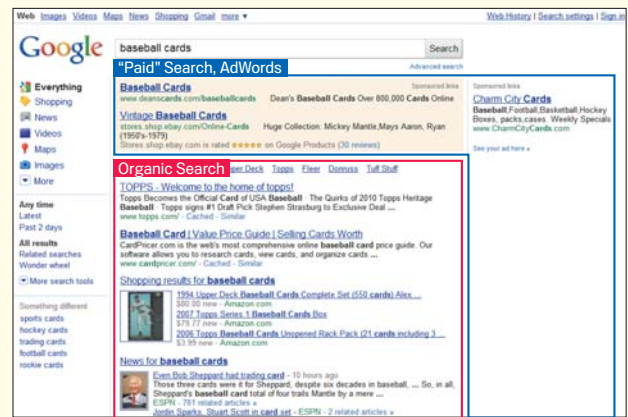 Web Images Videos Maps News Shopping Gmail more ▼ Web History | Search settings | Sign in
Google baseball cards Search
Advanced search
"Paid" Search, AdWords
Everything
Shopping
News
Videos
Maps
Images
More
Any time
Latest
Past 2 days
All results
Related searches
Wonder wheel
More search tools
Something different
sports cards
hockey cards
trading cards
football cards
rookie cards
Baseball Cards Sponsored links
www.deanscards.com/baseballcards Dean's Baseball Cards Over 800,000 Cards Online
Vintage Baseball Cards
stores.shop.ebay.com/Online-Cards Huge Collection: Mickey Mantle,Mays Aaron, Ryan
(1950's-1979)
Stores.shop.ebay.com is rated ★★★★★ on Google Products (30 reviews)
Sponsored links
Charm City Cards
Baseball,Football,Basketball,Hockey
Boxes, packs,cases. Weekly Specials
www.CharmCityCards.com
See your ad here »
Organic Search
per Deck Topps Fleer Donruss Tuff Stuff
TOPPS - Welcome to the home of topps!
Topps Becomes the Official Card of USA Baseball · The Quirks of 2010 Topps Heritage
Baseball · Topps signs #1 Draft Pick Stephen Strasburg to Exclusive Deal ...
www.topps.com/ - Cached - Similar
Baseball Card | Value Price Guide | Selling Cards Worth
CardPricer.com is the web's most comprehensive online baseball card price guide. Our
software allows you to research cards, view cards, and organize cards ...
www.cardpricer.com/ - Cached - Similar
Shopping results for baseball cards
1994 Upper Deck Baseball Cards Complete Set (550 cards) Alex ...
$80.00 new - Amazon.com
2007 Topps Series 1 Baseball Cards Box
$79.77 new - Amazon.com
2006 Topps Baseball Cards Unopened Rack Pack (21 cards including 3 ...
$3.99 new - Amazon.com
News for baseball cards
Even Bob Sheppard had trading card - 10 hours ago
Those three cards were it for Sheppard, despite six decades in baseball, ... So, in all,
Sheppard's baseball card total of four trails Mantle by a mere ...
ESPN - 781 related articles »
Jordin Sparks, Stuart Scott in card set - ESPN - 2 related articles »